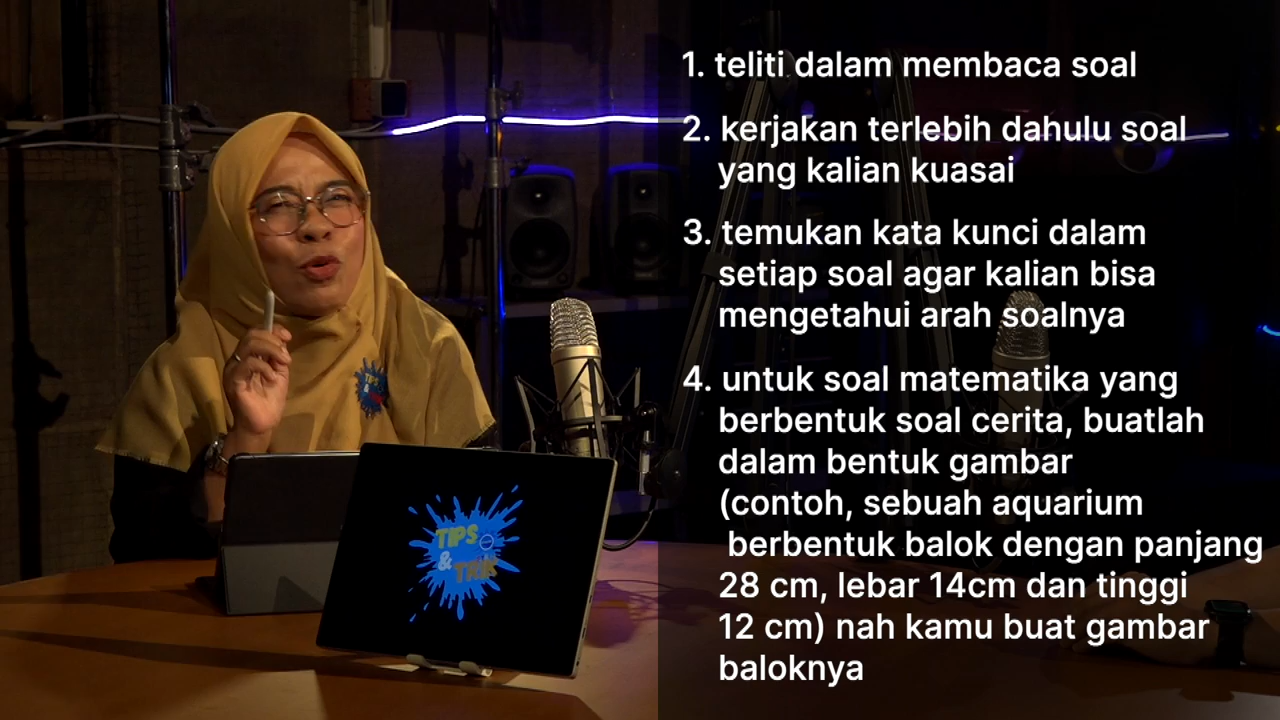 1. teliti dalam membaca soal
2. kerjakan terlebih dahulu soal
yang kalian kuasai
3. temukan kata kunci dalam
setiap soal agar kalian bisa
mengetahui arah soalnya
4. untuk soal matematika yang
berbentuk soal cerita, buatlah
dalam bentuk gambar
(contoh, sebuah aquarium
berbentuk balok dengan panjang
28 cm, lebar 14cm dan tinggi
12 cm) nah kamu buat gambar
baloknya
TIPS
TIPS
&
TRIK